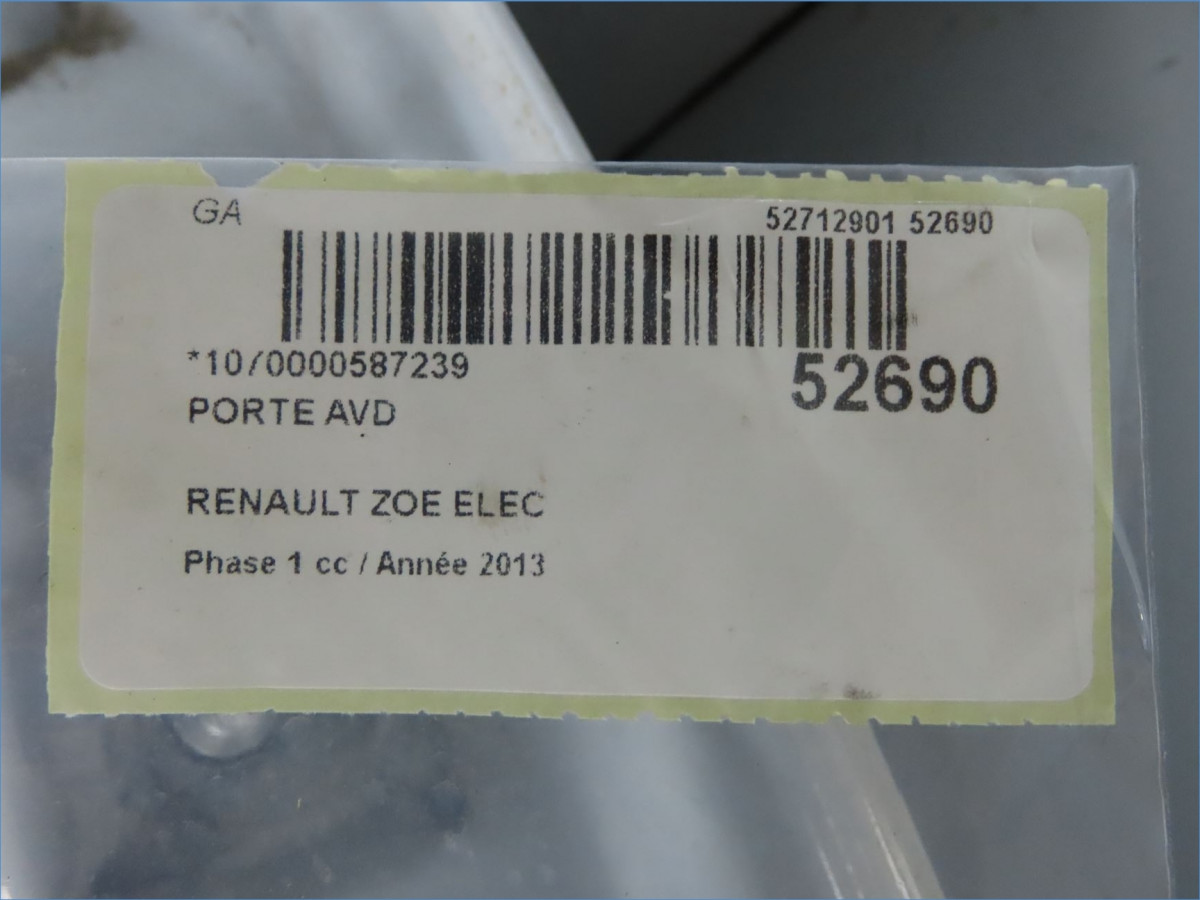 GA
52712901 52690
*10/0000587239
52690
PORTE AVD
RENAULT ZOE ELEC
Phase 1 cc / Année 2013